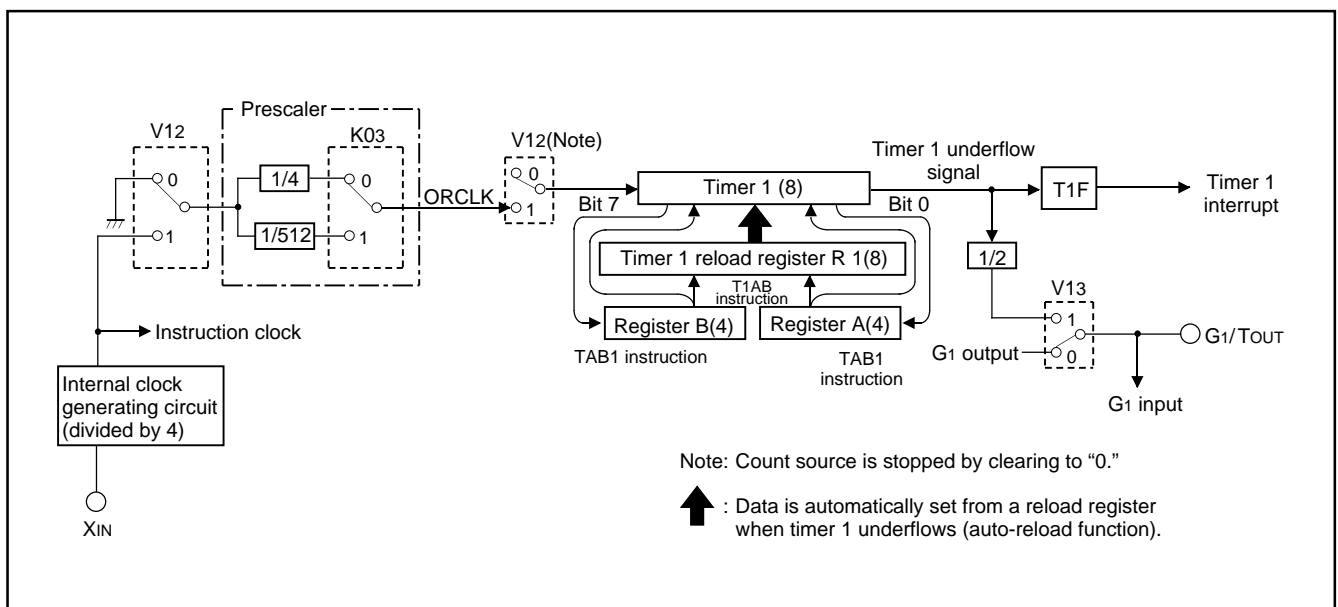 Prescaler
V12
0
1
1/4
1/512
K03
0
1
ORCLK
V12(Note)
0
1
Bit 7
Timer 1 (8)
Bit 0
Timer 1 underflow
signal
T1F
Timer 1
interrupt
Timer 1 reload register R 1(8)
T1AB
instruction
Register B(4)
Register A(4)
TAB1 instruction
TAB1
instruction
1/2
V13
1
0
G1 output
G1/TOUT
G1 input
Instruction clock
Internal clock
generating circuit
(divided by 4)
XIN
Note: Count source is stopped by clearing to “0.”
: Data is automatically set from a reload register
when timer 1 underflows (auto-reload function).